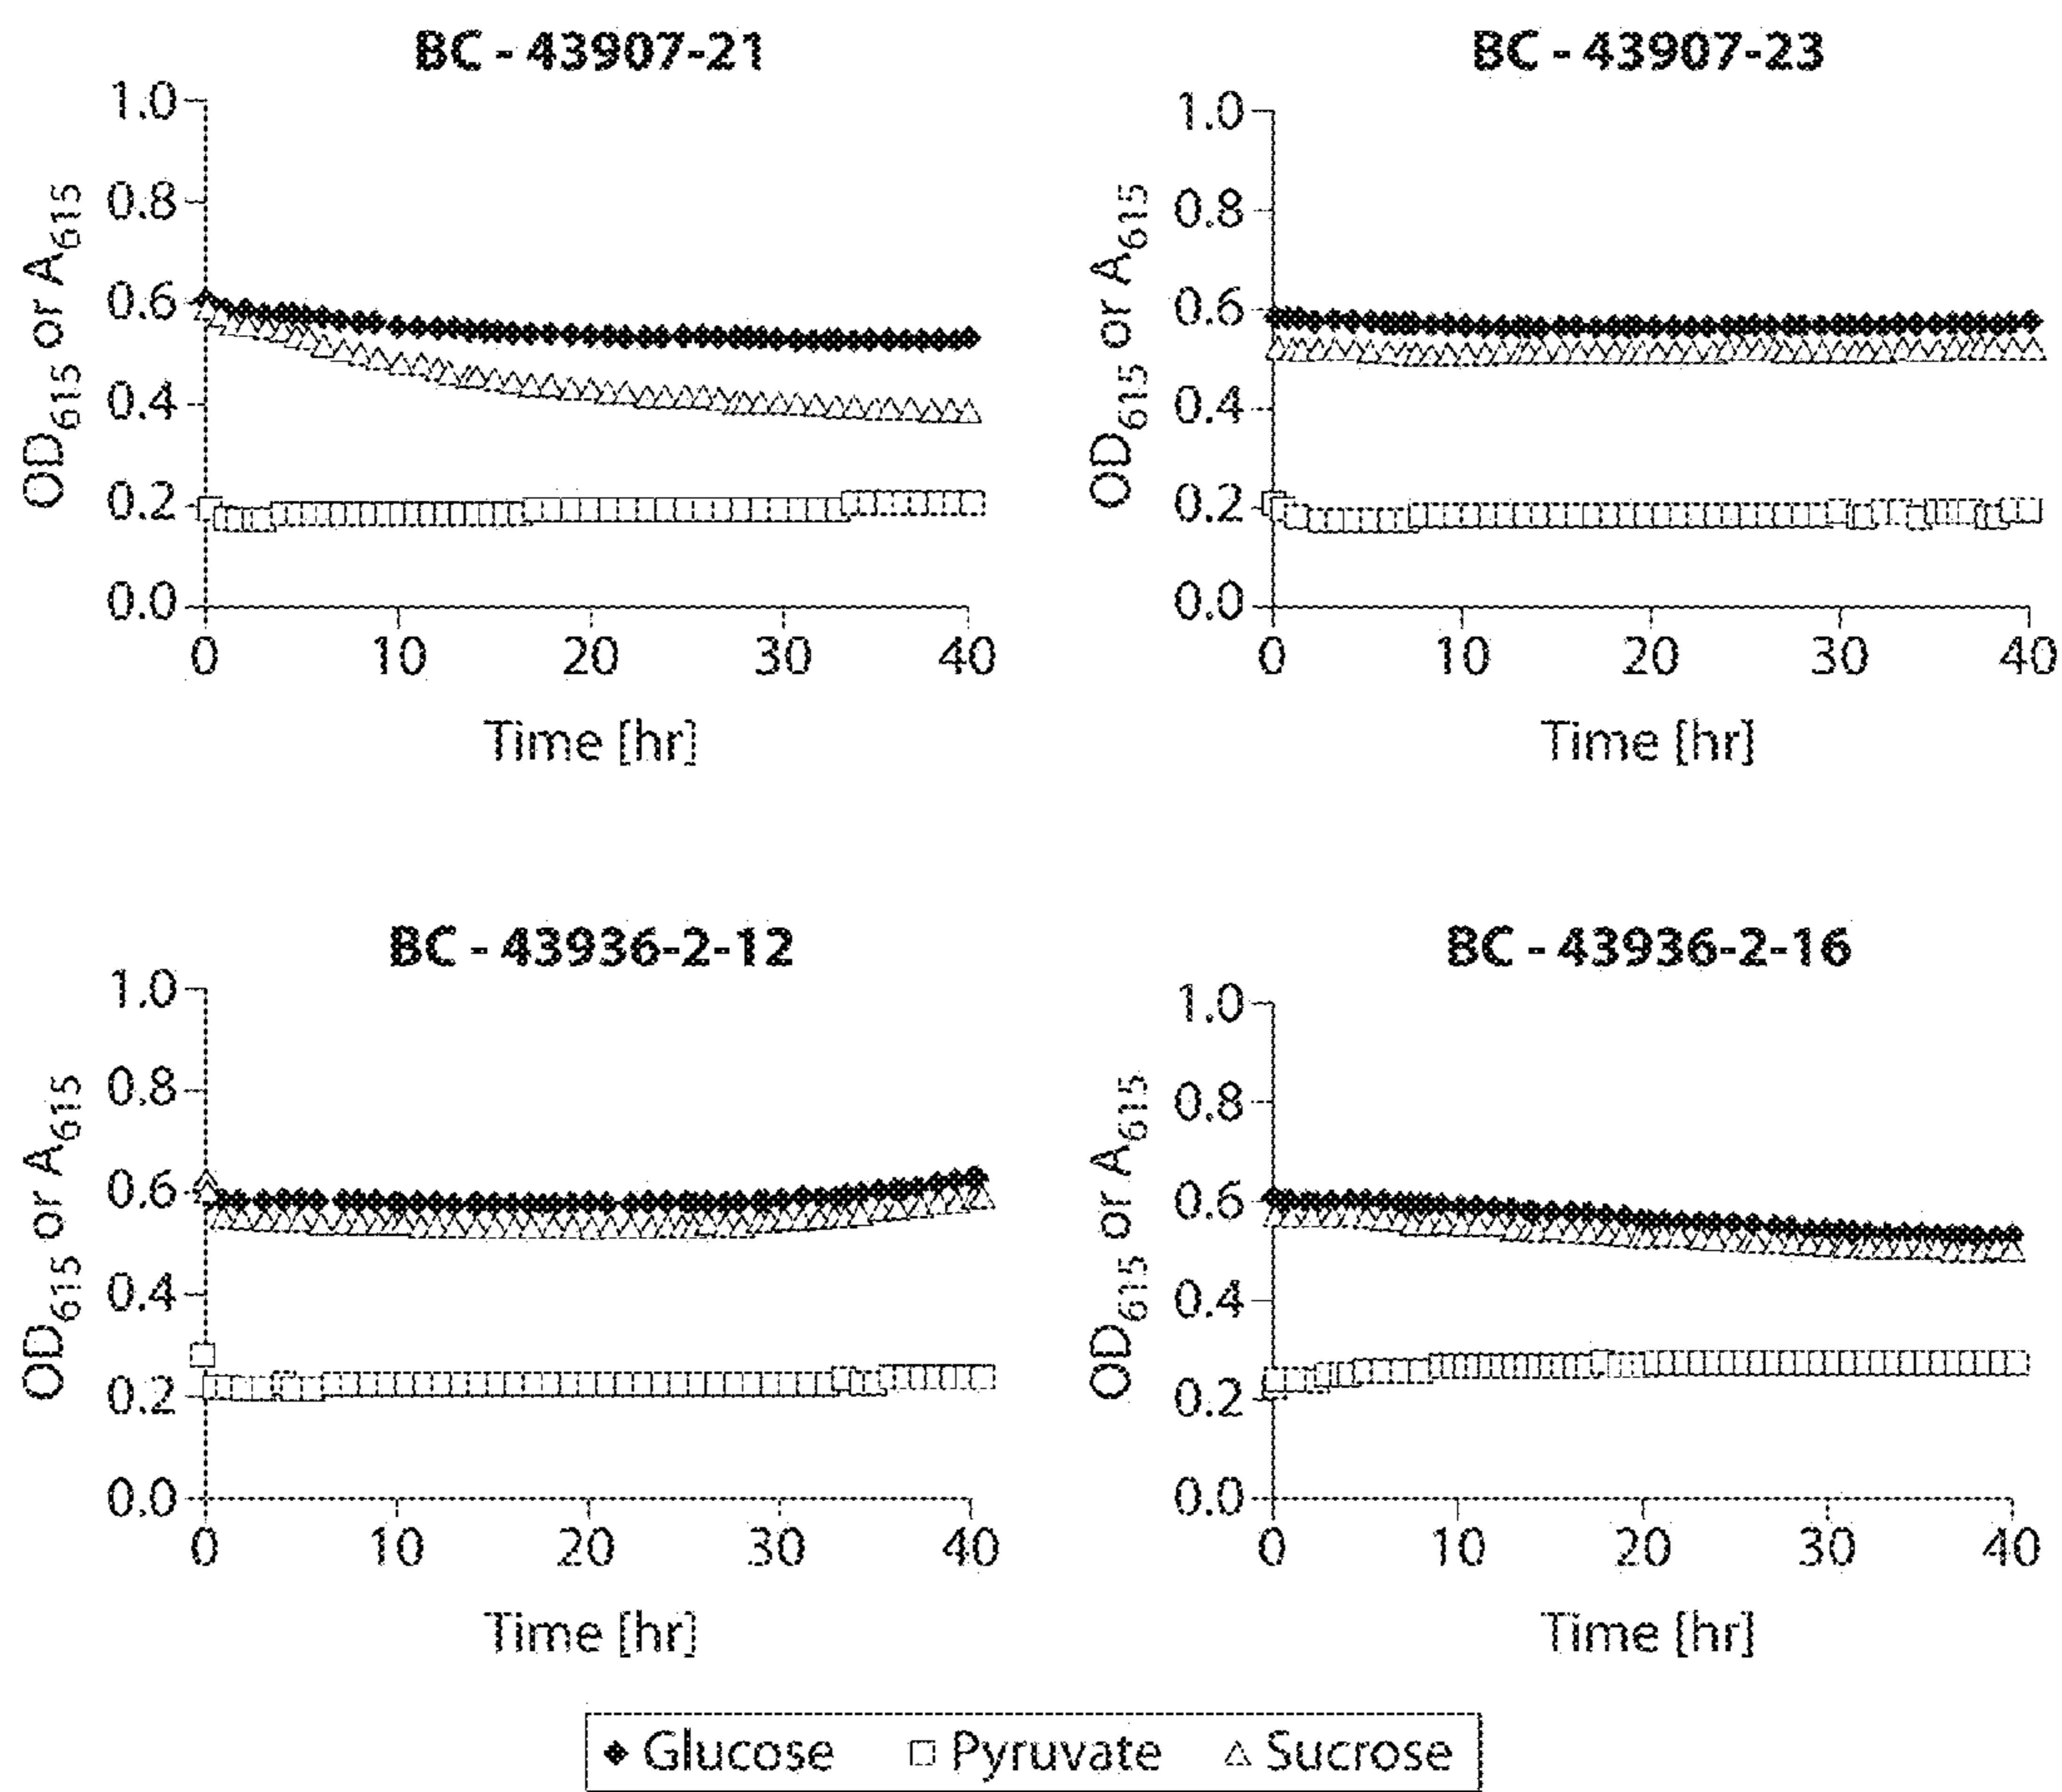 BC - 43907-21
1.0
0.8
0.6
0.4
0.2
0.0
OD615 or A615
0 10 20 30 40
Time [hr]
BC - 43907-23
1.0
0.8
0.6
0.4
0.2
0.0
OD615 or A615
0 10 20 30 40
Time [hr]
BC - 43936-2-12
1.0
0.8
0.6
0.4
0.2
0.0
OD615 or A615
0 10 20 30 40
Time [hr]
BC - 43936-2-16
1.0
0.8
0.6
0.4
0.2
0.0
OD615 or A615
0 10 20 30 40
Time [hr]
Glucose Pyruvate Sucrose